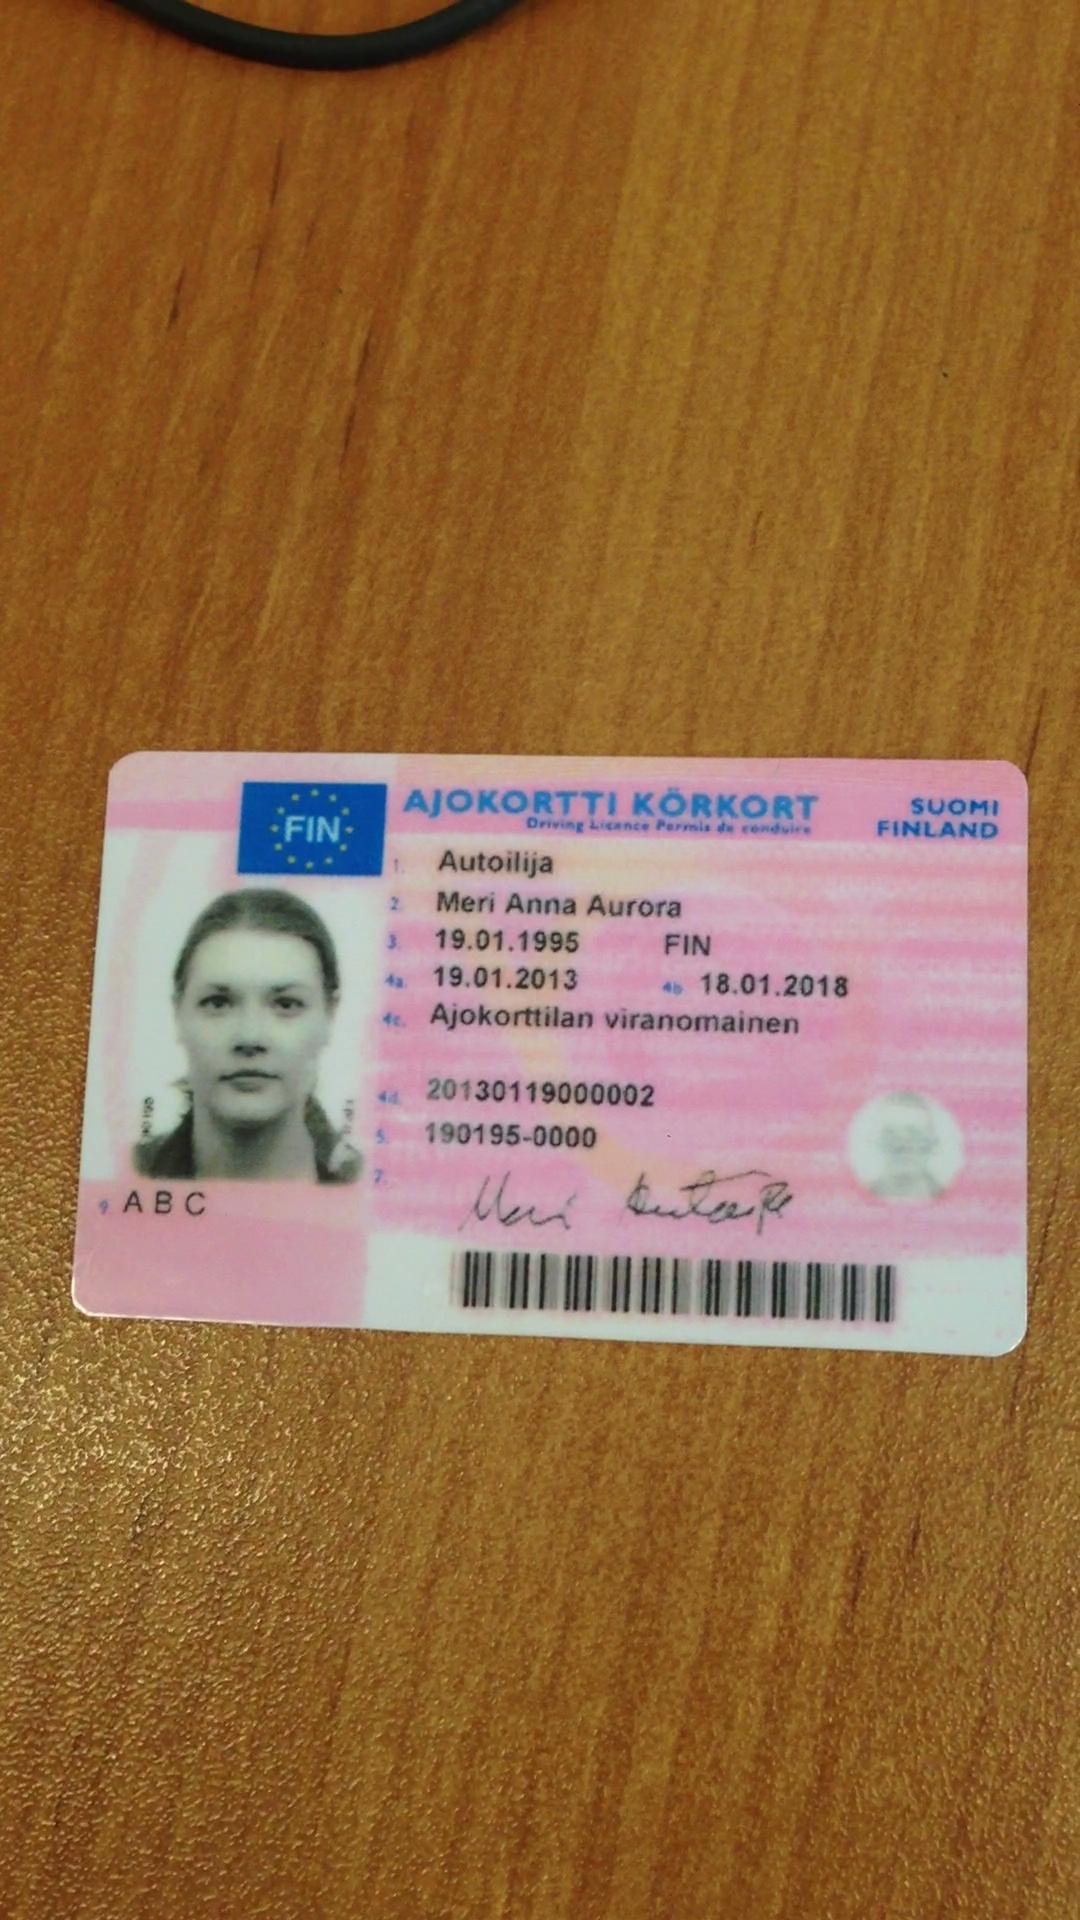 FIN
AJOKORTTI KÖRKORT
Driving Licence Permis de conduire
SUOMI
FINLAND
1. Autoilija
2. Meri Anna Aurora
3. 19.01.1995 FIN
4a. 19.01.2013 4b. 18.01.2018
4c. Ajokorttilan viranomainen
4d. 20130119000002
5. 190195-0000
7. Meri Autoilija
9. A B C